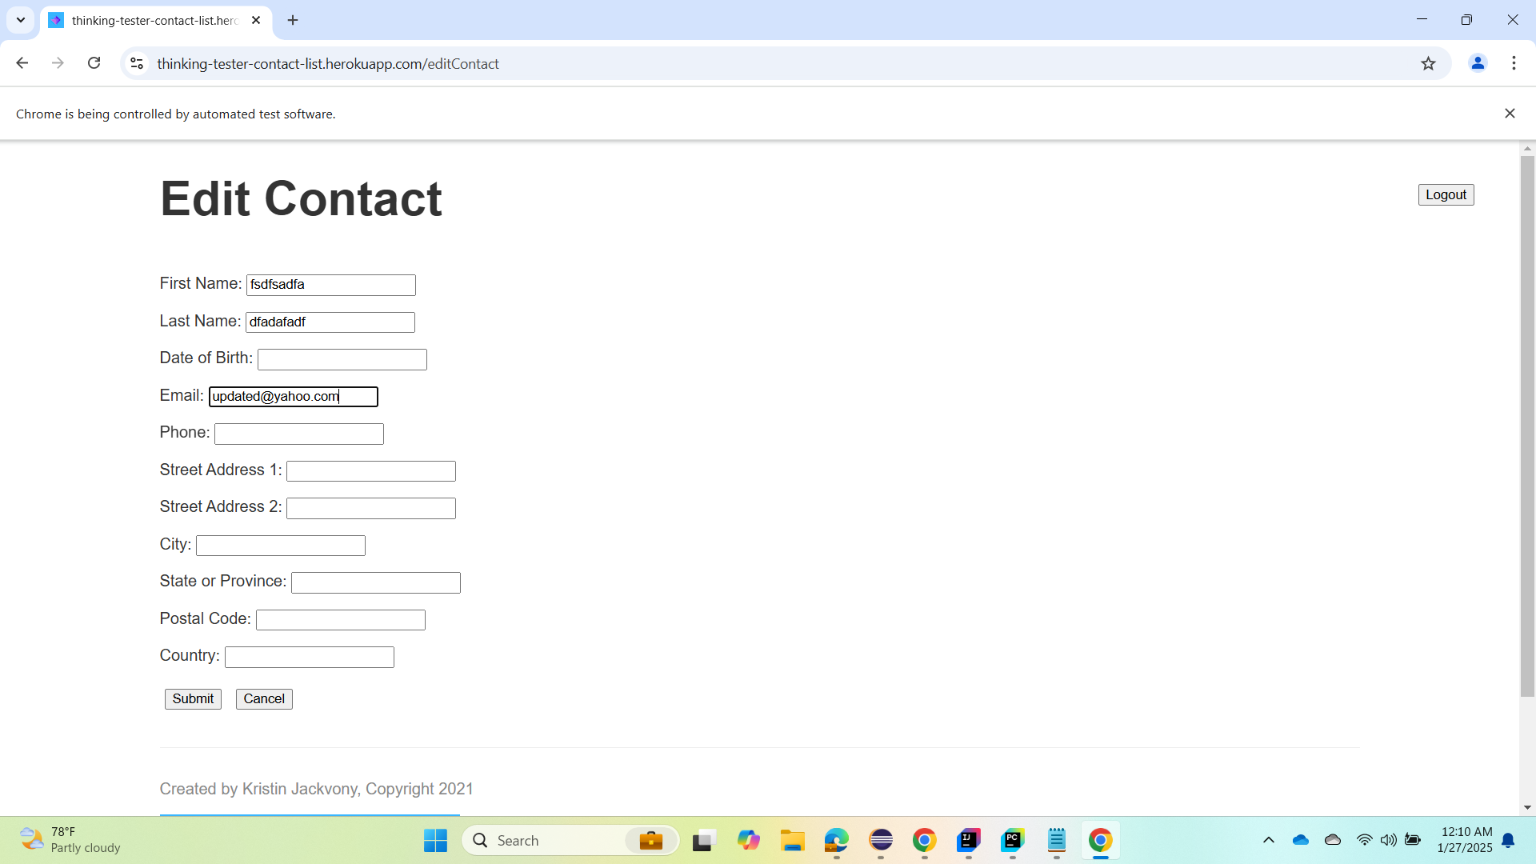 thinking-tester-contact-list.hero
thinking-tester-contact-list.herokuapp.com/editContact
Chrome is being controlled by automated test software.
Edit Contact
Logout
First Name: fsdfsadfa
Last Name: dfadafadf
Date of Birth:
Email: updated@yahoo.com
Phone:
Street Address 1:
Street Address 2:
City:
State or Province:
Postal Code:
Country:
Submit Cancel
Created by Kristin Jackvony, Copyright 2021
78°F
Partly cloudy
Search
IJ
PC
12:10 AM
1/27/2025